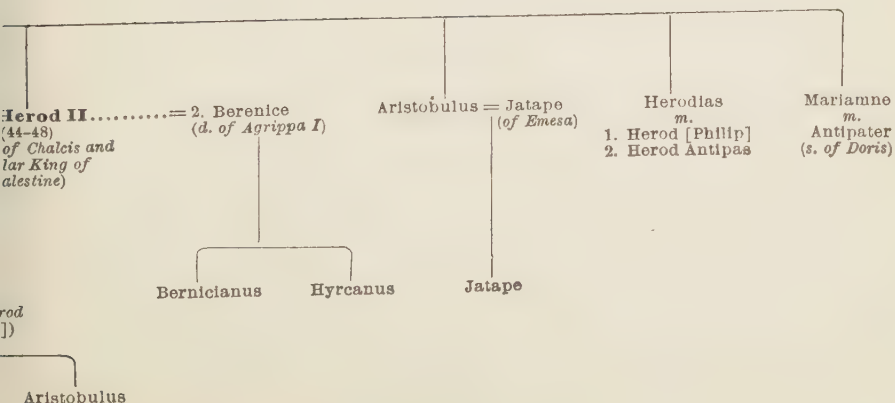 Herod II..........= 2. Berenice
(d. of Agrippa I)
(44-48)
of Chalcis and
lar King of
alestine)
Aristobulus = Jatape
(of Emesa)
Herodias
m.
1. Herod [Philip]
2. Herod Antipas
Mariamne
m.
Antipater
(s. of Doris)
Bernicianus Hyrcanus Jatape
rod
])
Aristobulus